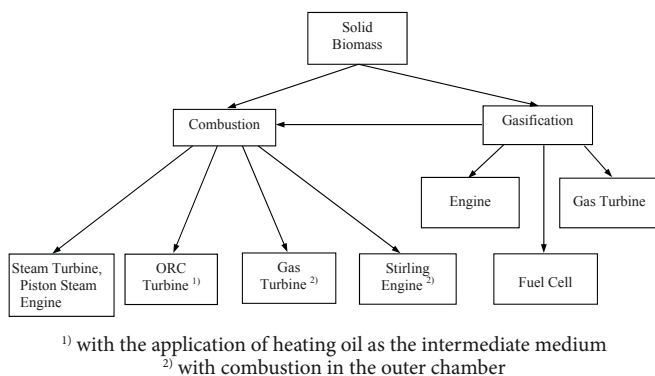 Solid
Biomass
Combustion
Gasification
Engine
Gas Turbine
Steam Turbine,
Piston Steam
Engine
ORC
Turbine 1)
Gas
Turbine 2)
Stirling
Engine 2)
Fuel Cell
1) with the application of heating oil as the intermediate medium
2) with combustion in the outer chamber